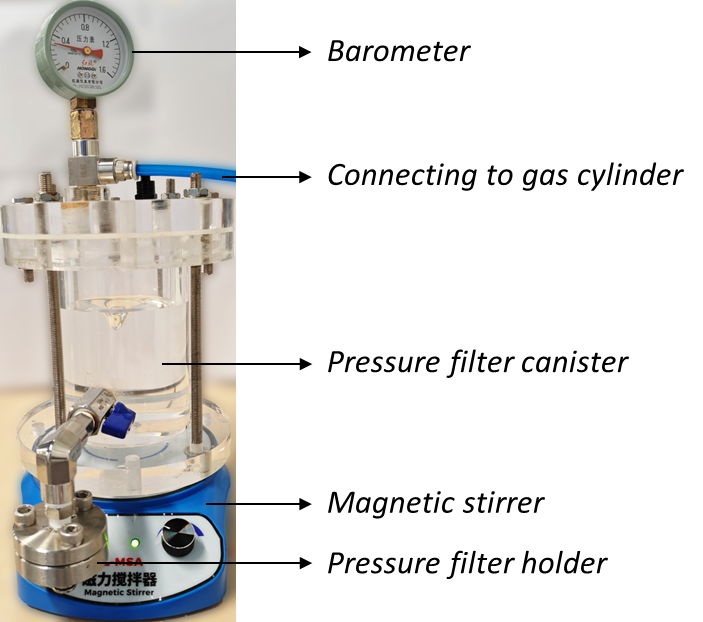 0.8
0.4
1.2
压力表
0
1.6
HONGQI
Barometer
Connecting to gas cylinder
Pressure filter canister
Magnetic stirrer
Pressure filter holder
MSA
磁力搅拌器
Magnetic Stirrer